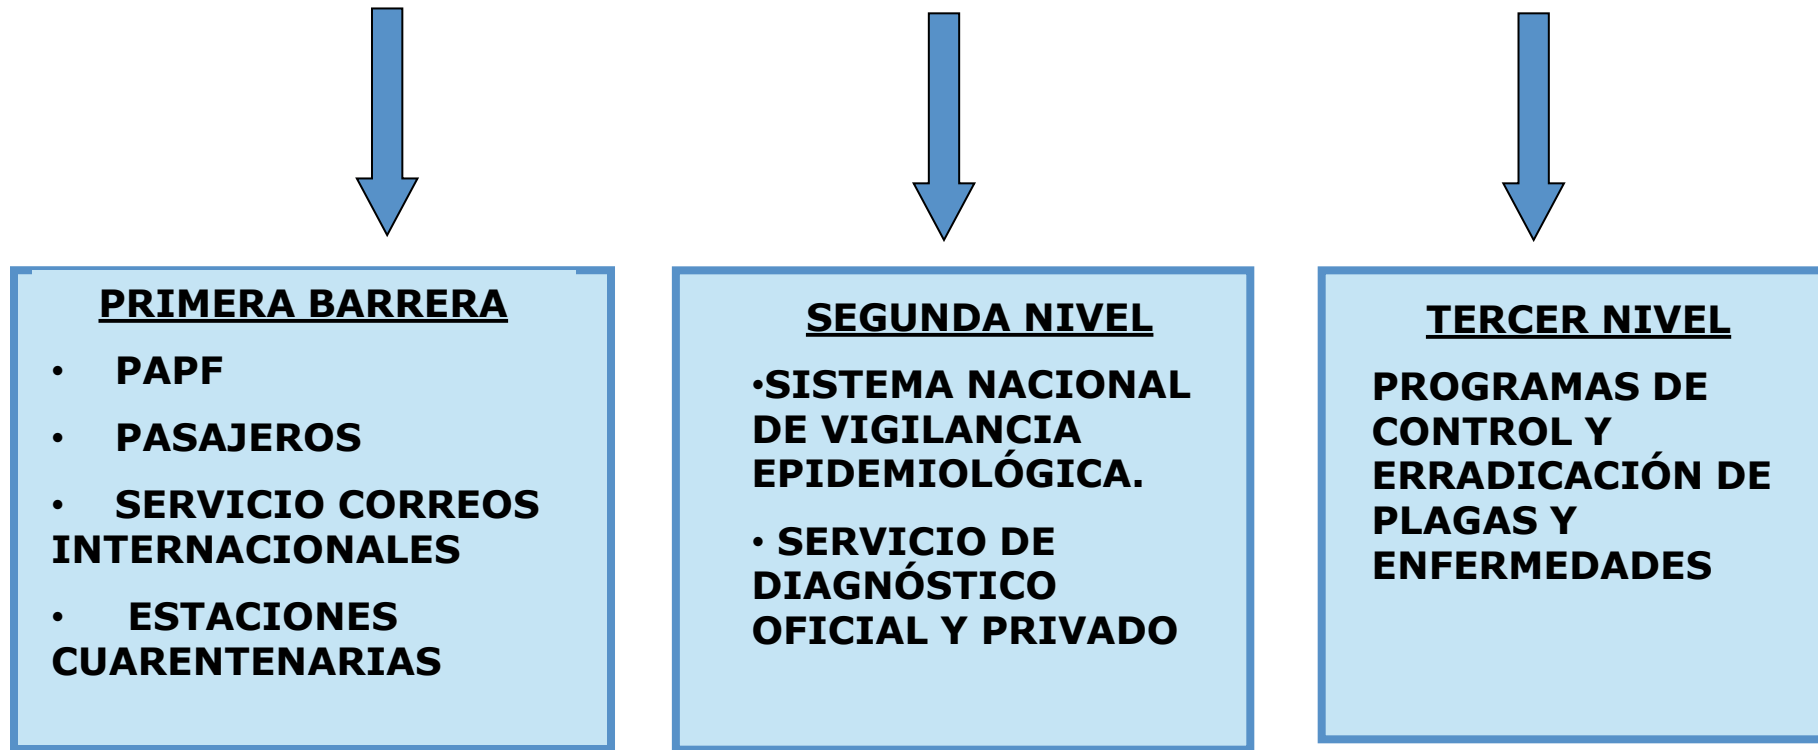 PRIMERA BARRERA
• PAPF
• PASAJEROS
• SERVICIO CORREOS
INTERNACIONALES
• ESTACIONES
CUARENTENARIAS
SEGUNDA NIVEL
•SISTEMA NACIONAL
DE VIGILANCIA
EPIDEMIOLÓGICA.
• SERVICIO DE
DIAGNÓSTICO
OFICIAL Y PRIVADO
TERCER NIVEL
PROGRAMAS DE
CONTROL Y
ERRADICACIÓN DE
PLAGAS Y
ENFERMEDADES